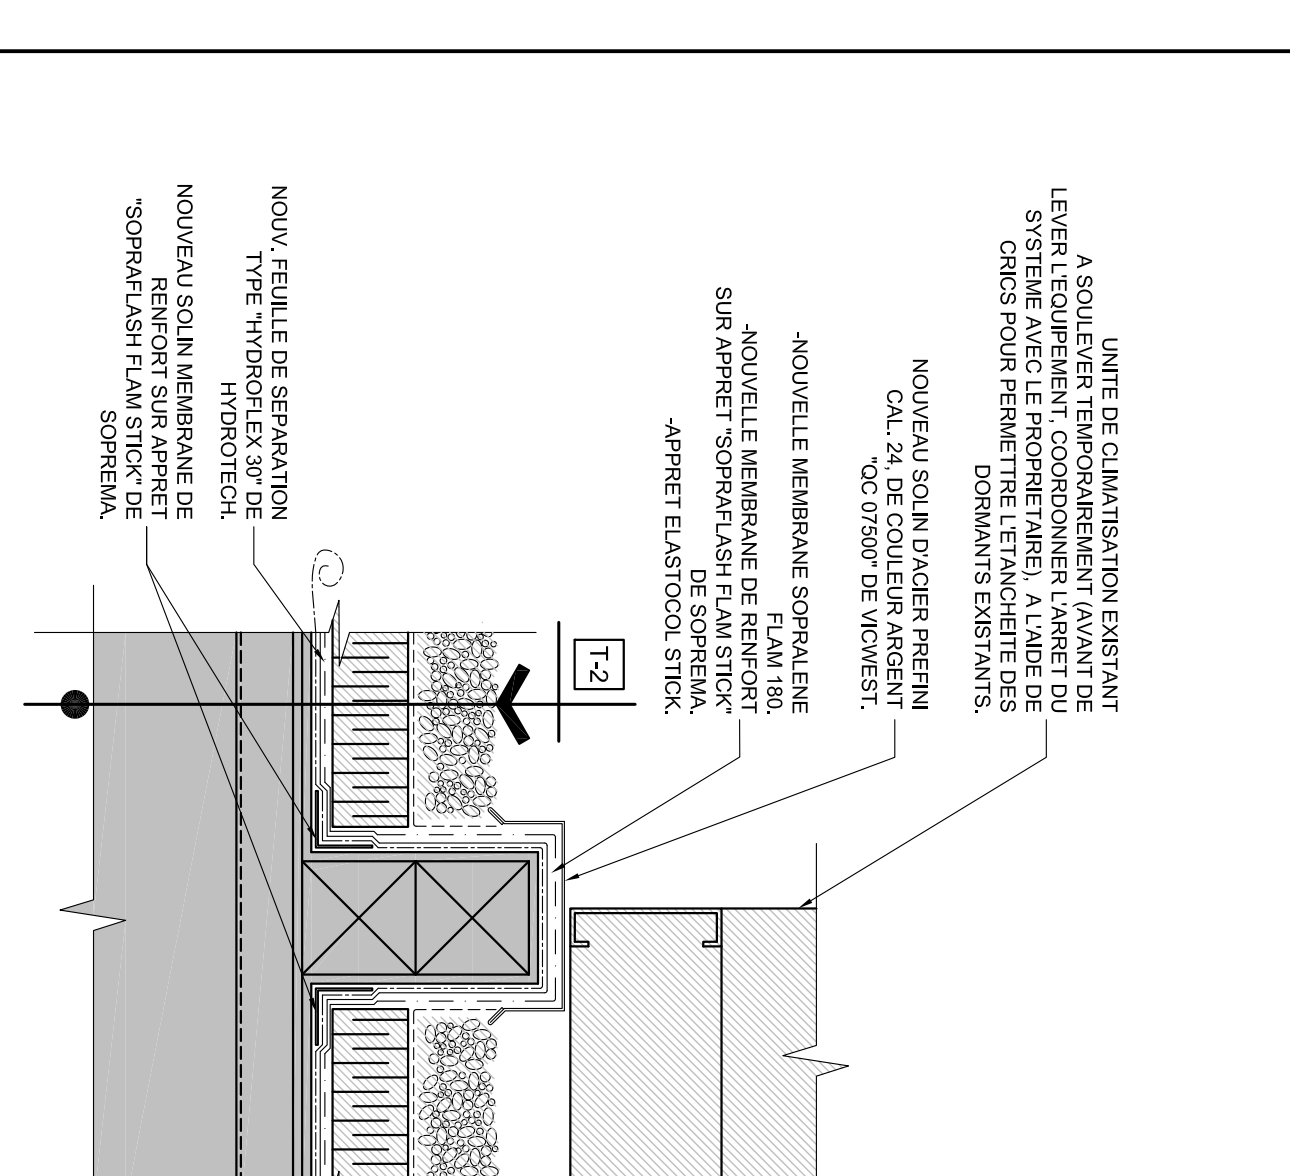 UNITE DE CLIMATISATION EXISTANT
A SOULEVER TEMPORAIREMENT (AVANT DE
LEVER L'EQUIPEMENT, COORDONNER L'ARRET DU
SYSTEME AVEC LE PROPRIETAIRE), A L'AIDE DE
CRICS POUR PERMETTRE L'ETANCHEITE DES
DORMANTS EXISTANTS.
NOUVEAU SOLIN D'ACIER PREFINI
CAL. 24, DE COULEUR ARGENT
"QC 07500" DE VICWEST.
-NOUVELLE MEMBRANE SOPRALENE
FLAM 180.
-NOUVELLE MEMBRANE DE RENFORT
SUR APPRET "SOPRAFLASH FLAM STICK"
DE SOPREMA.
-APPRET ELASTOCOL STICK.
T-2
NOUV. FEUILLE DE SEPARATION
TYPE "HYDROFLEX 30" DE
HYDROTECH.
NOUVEAU SOLIN MEMBRANE DE
RENFORT SUR APPRET
"SOPRAFLASH FLAM STICK" DE
SOPREMA.